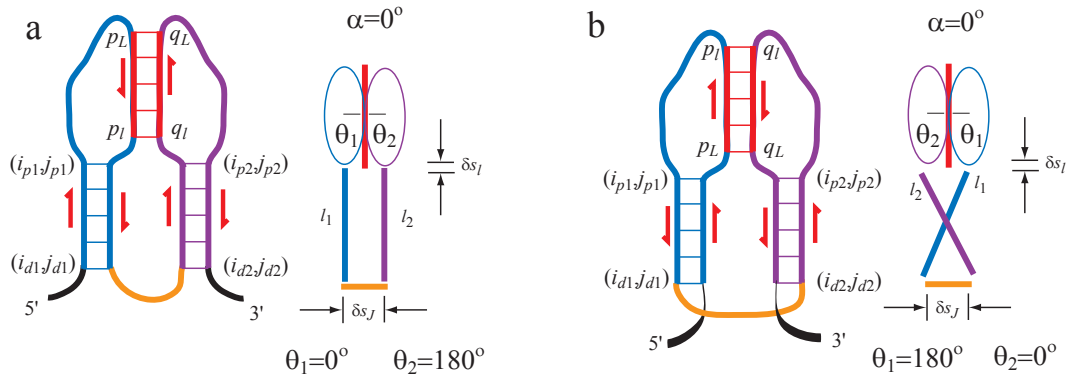 a
α=0°
p_L q_L
p_l q_l
θ₁ θ₂
δs_l
(i_p1,j_p1) (i_p2,j_p2)
l₁ l₂
(i_d1,j_d1) (i_d2,j_d2)
5' 3'
δs_J
θ₁=0° θ₂=180°
b
α=0°
p_l q_l
p_L q_L
θ₂ θ₁
δs_l
(i_p1,j_p1) (i_p2,j_p2)
l₂ l₁
(i_d1,j_d1) (i_d2,j_d2)
5' 3'
δs_J
θ₁=180° θ₂=0°